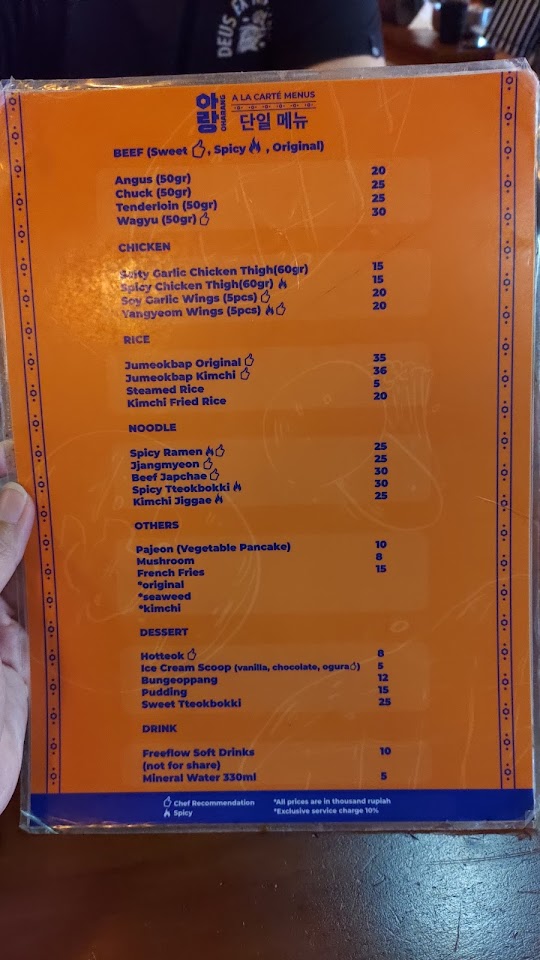 DEUS EX
아랑
OHARANG
A LA CARTÉ MENUS
단일 메뉴
BEEF (Sweet, Spicy, Original)
Angus (50gr) 20
Chuck (50gr) 25
Tenderloin (50gr) 25
Wagyu (50gr) 30
CHICKEN
Salty Garlic Chicken Thigh(60gr) 15
Spicy Chicken Thigh(60gr) 15
Soy Garlic Wings (5pcs) 20
Yangyeom Wings (5pcs) 20
RICE
Jumeokbap Original 35
Jumeokbap Kimchi 36
Steamed Rice 5
Kimchi Fried Rice 20
NOODLE
Spicy Ramen 25
Jjangmyeon 25
Beef Japchae 30
Spicy Tteokbokki 30
Kimchi Jiggae 25
OTHERS
Pajeon (Vegetable Pancake) 10
Mushroom 8
French Fries 15
*original
*seaweed
*kimchi
DESSERT
Hotteok 8
Ice Cream Scoop (vanilla, chocolate, ogura) 5
Bungeoppang 12
Pudding 15
Sweet Tteokbokki 25
DRINK
Freeflow Soft Drinks 10
(not for share)
Mineral Water 330ml 5
Chef Recommendation
Spicy
*All prices are in thousand rupiah
*Exclusive service charge 10%